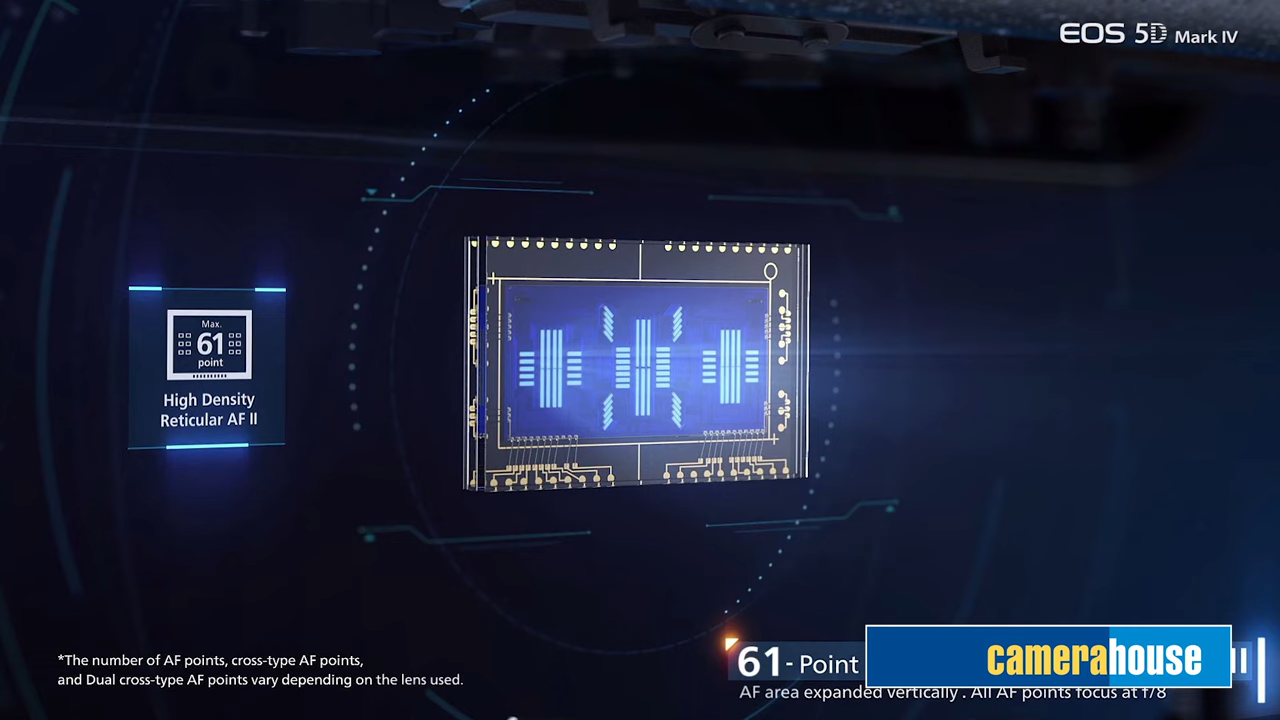 EOS 5D Mark IV
Max.
61
point
High Density
Reticular AF II
*The number of AF points, cross-type AF points,
and Dual cross-type AF points vary depending on the lens used.
61 - Point
camerahouse
AF area expanded vertically . All AF points focus at f/8